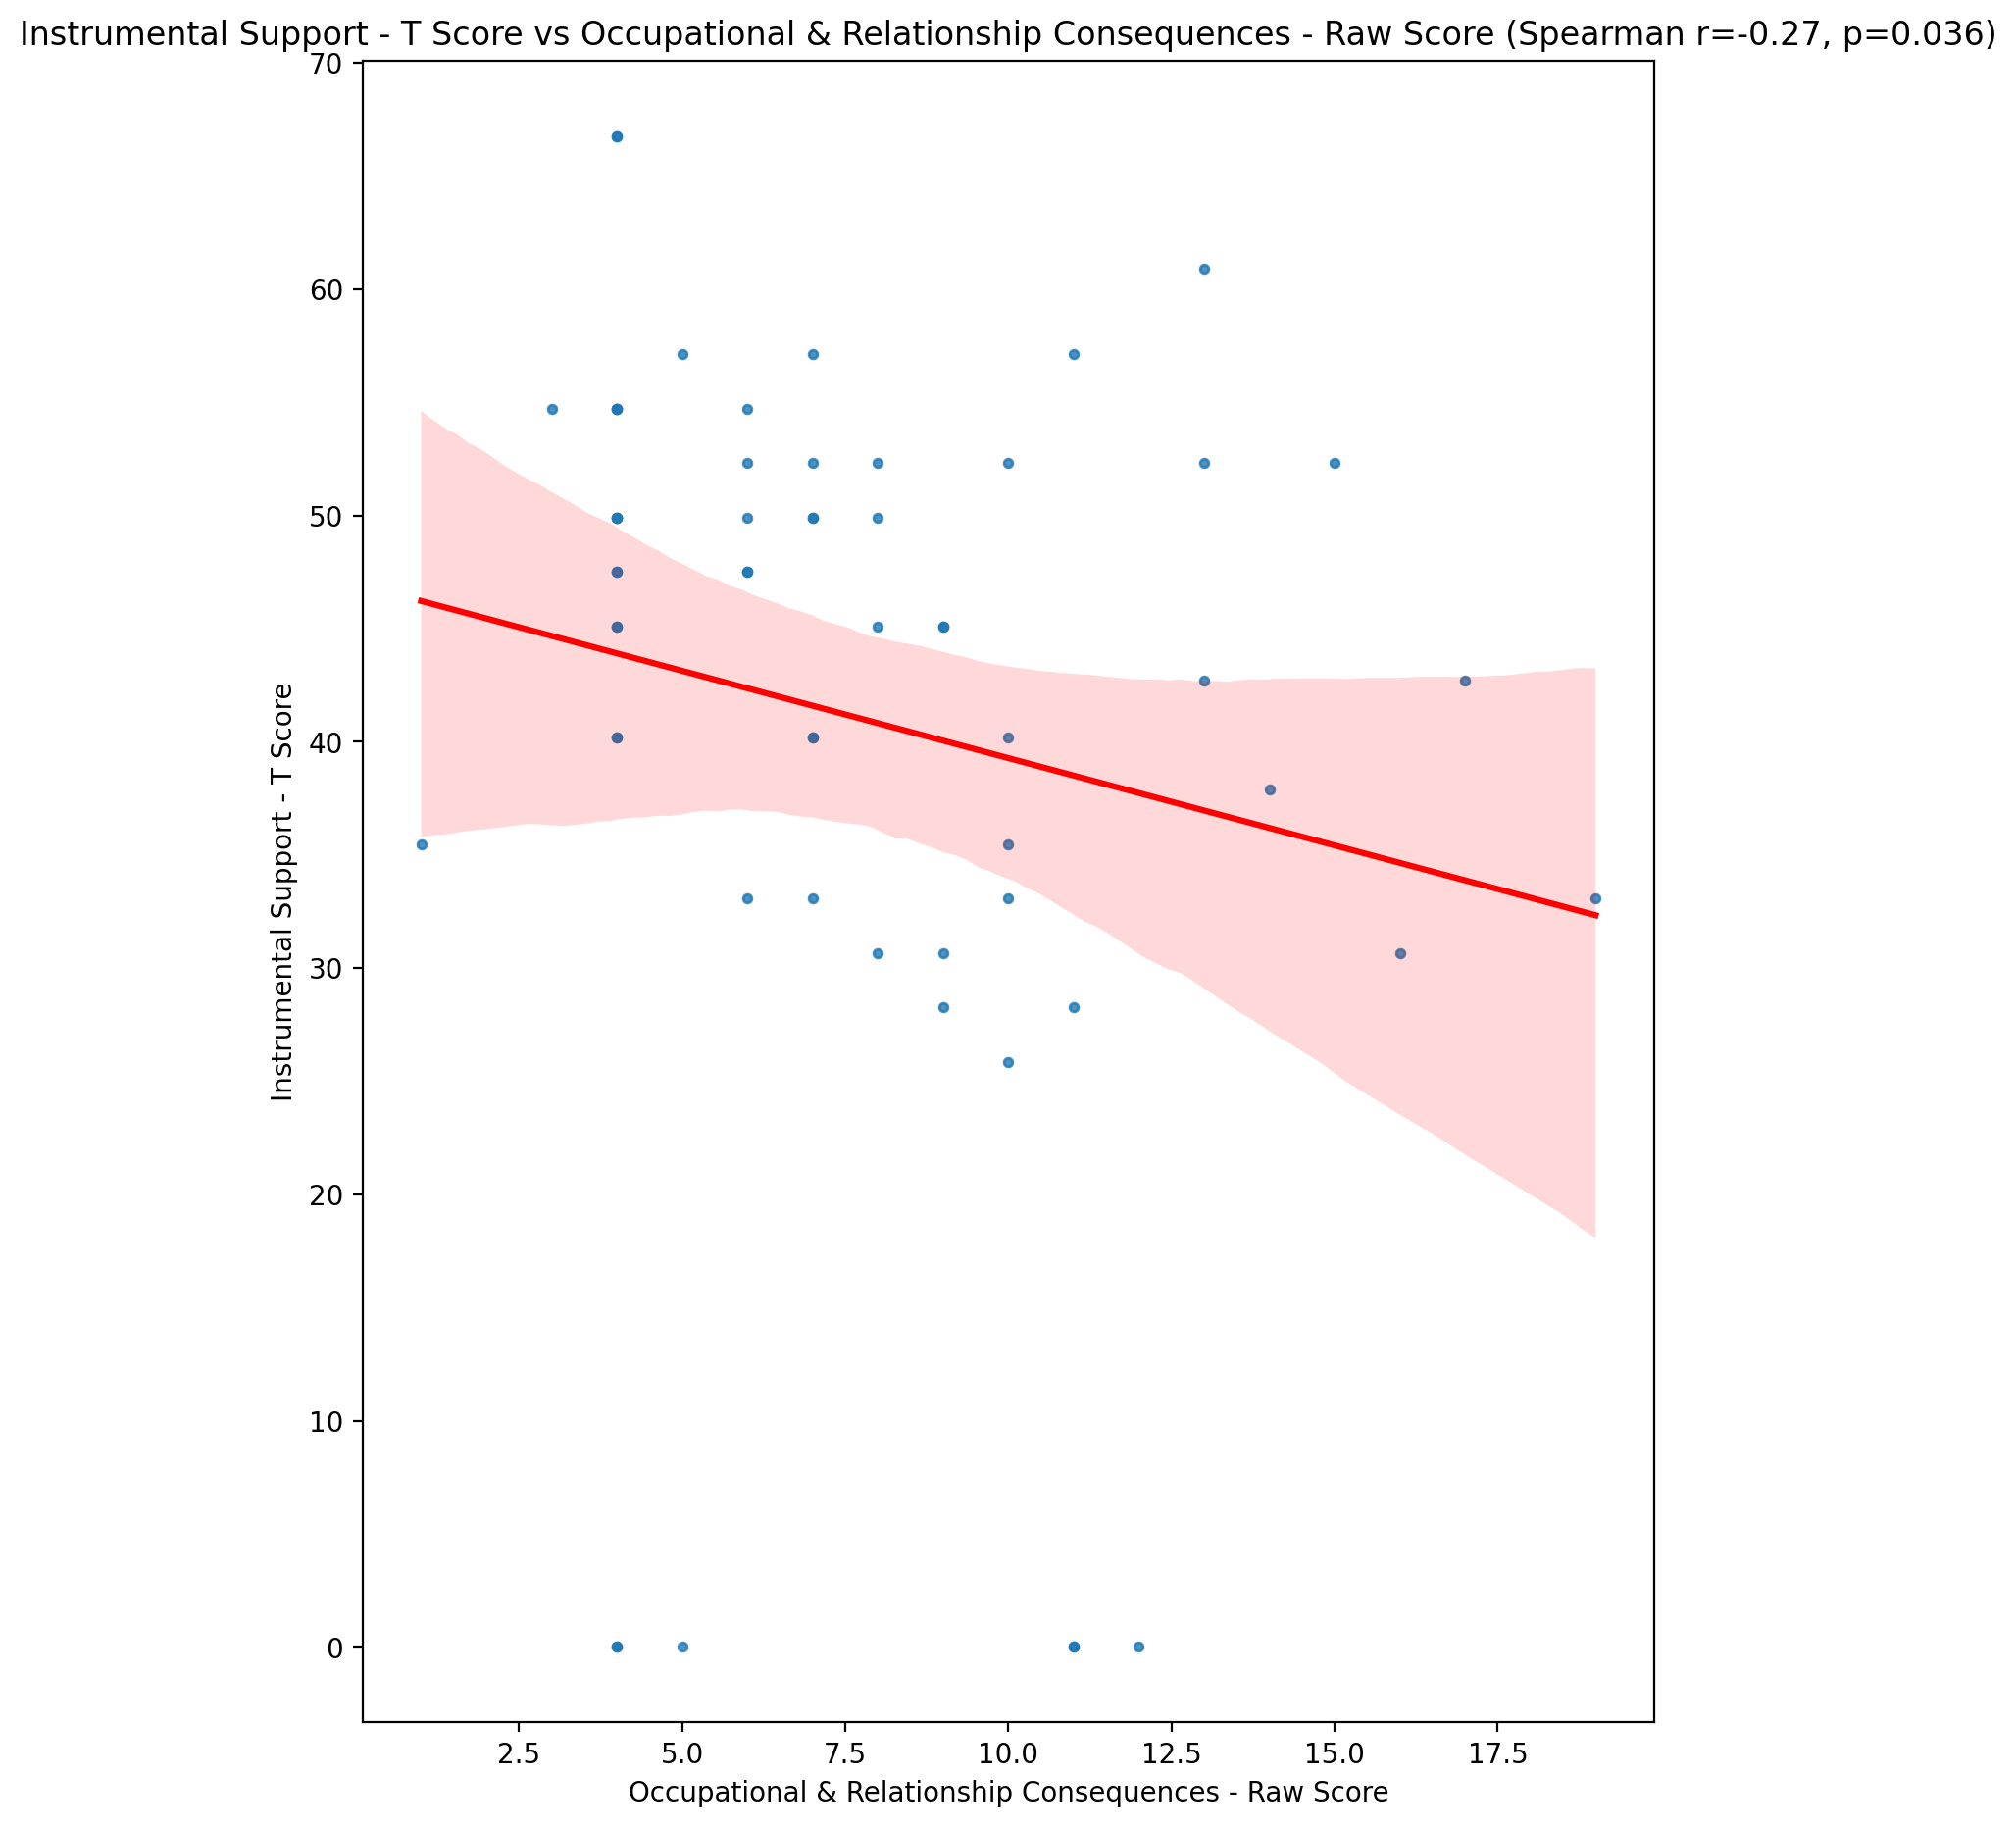 Instrumental Support - T Score vs Occupational & Relationship Consequences - Raw Score (Spearman r=-0.27, p=0.036)
70
60
50
40
30
20
10
0
Instrumental Support - T Score
2.5 5.0 7.5 10.0 12.5 15.0 17.5
Occupational & Relationship Consequences - Raw Score